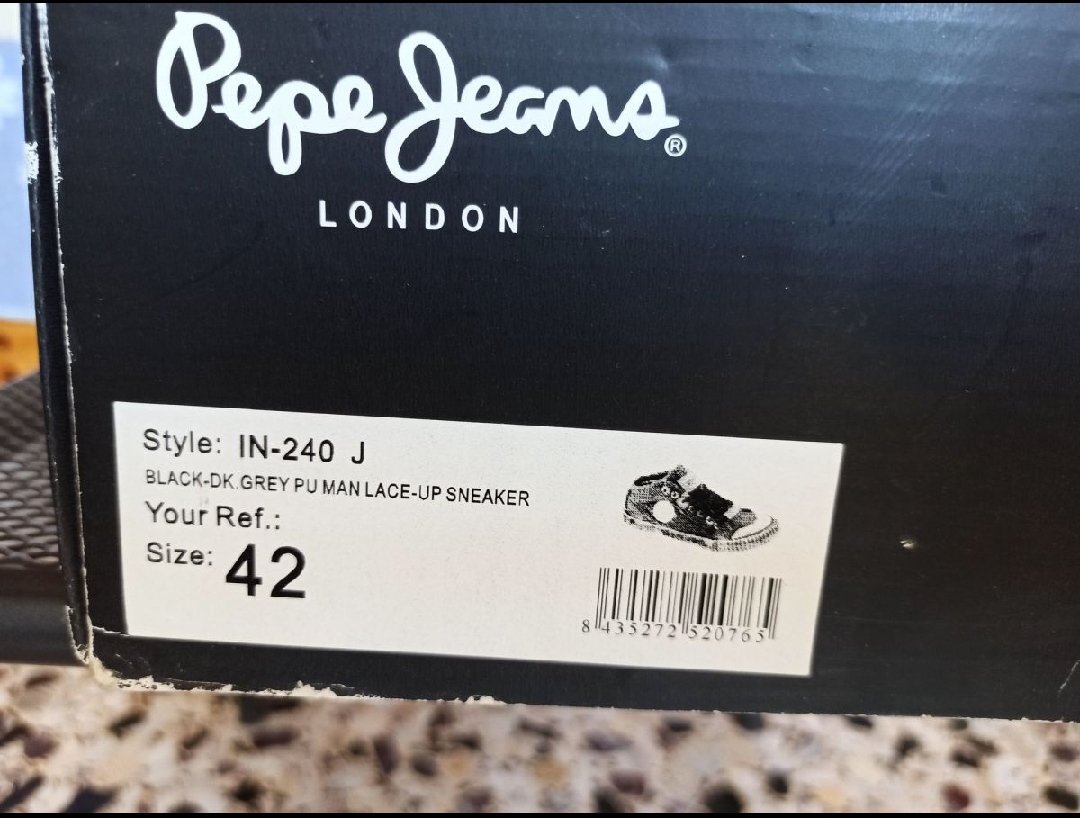 Pepe Jeans®
LONDON
Style: IN-240 J
BLACK-DK.GREY PU MAN LACE-UP SNEAKER
Your Ref.:
Size: 42
8 435272 520765